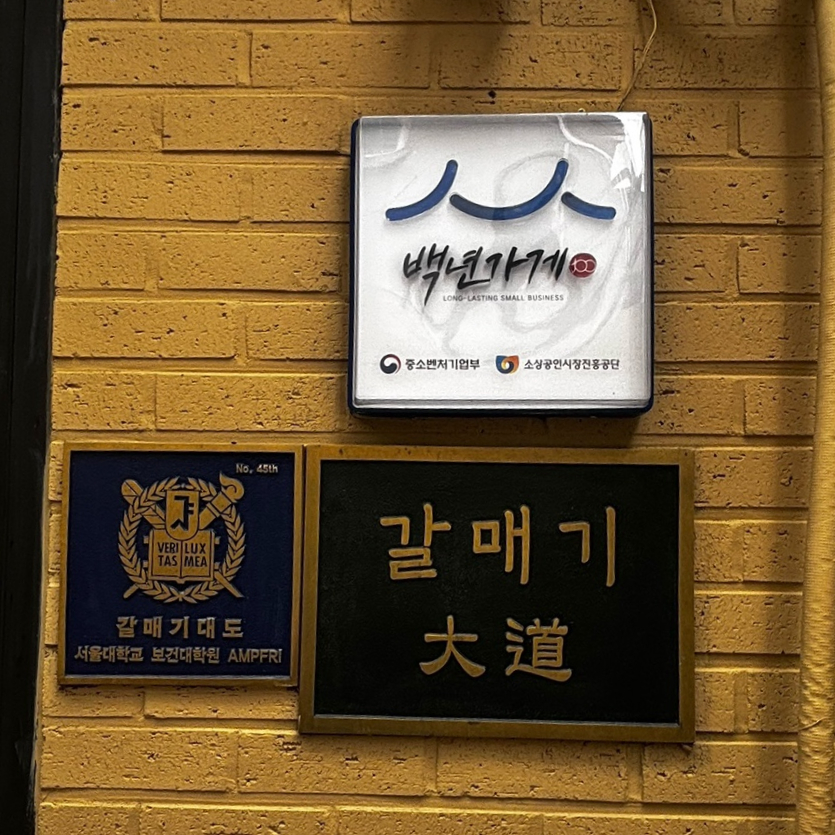 백년가게 100
LONG-LASTING SMALL BUSINESS
중소벤처기업부 소상공인시장진흥공단
No. 45th
VERI LUX
TAS MEA
갈매기대도
서울대학교 보건대학원 AMPFRI
갈매기
大道